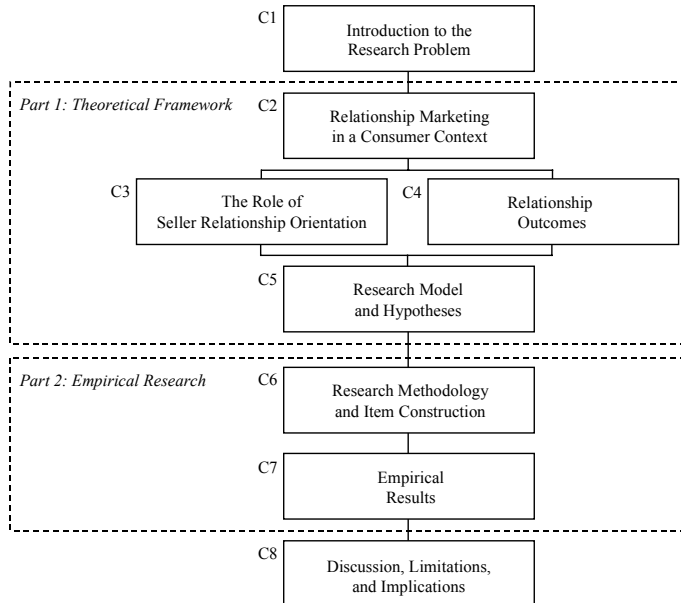 C1
Introduction to the
Research Problem
Part 1: Theoretical Framework
C2
Relationship Marketing
in a Consumer Context
C3
The Role of
Seller Relationship Orientation
C4
Relationship
Outcomes
C5
Research Model
and Hypotheses
Part 2: Empirical Research
C6
Research Methodology
and Item Construction
C7
Empirical
Results
C8
Discussion, Limitations,
and Implications